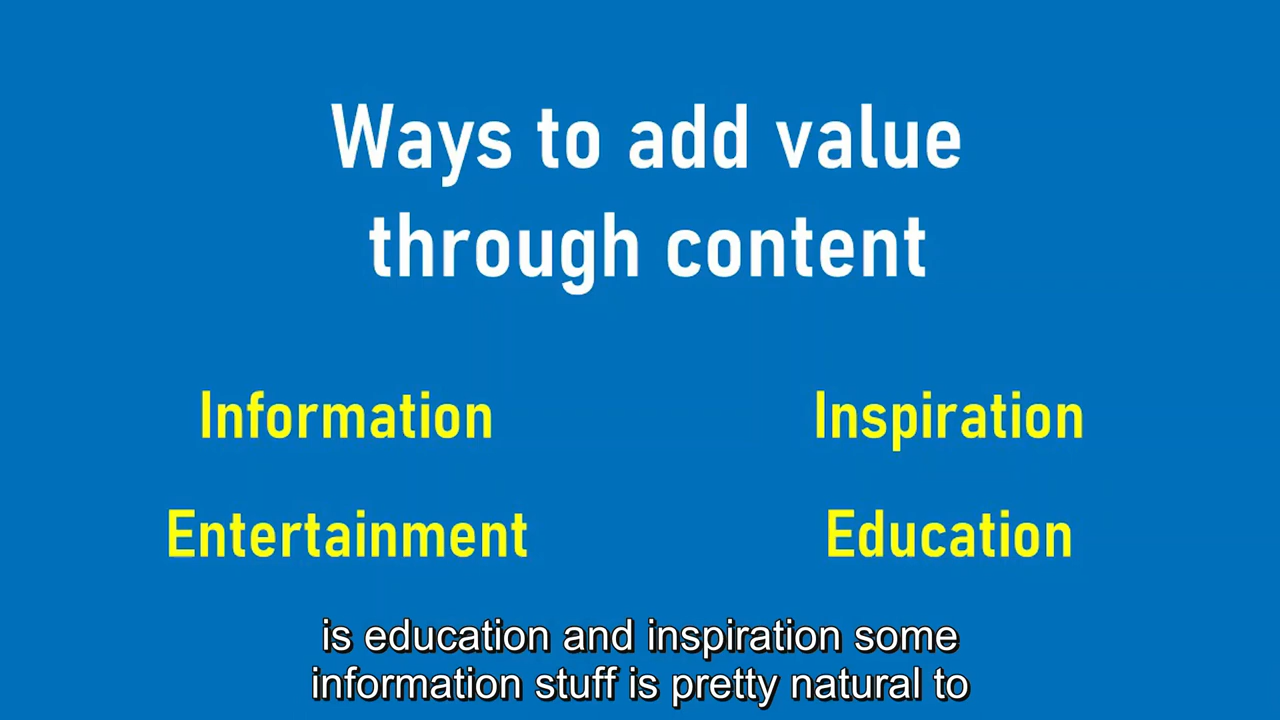 Ways to add value
through content
Information
Inspiration
Entertainment
Education
is education and inspiration some
information stuff is pretty natural to